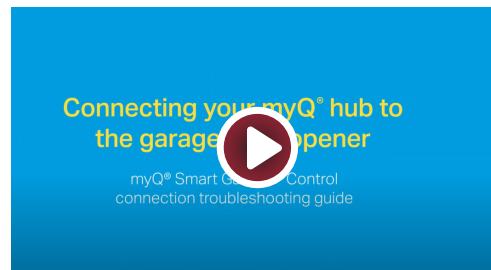 Connecting your myQ® hub to
the garage opener
myQ® Smart Control
connection troubleshooting guide